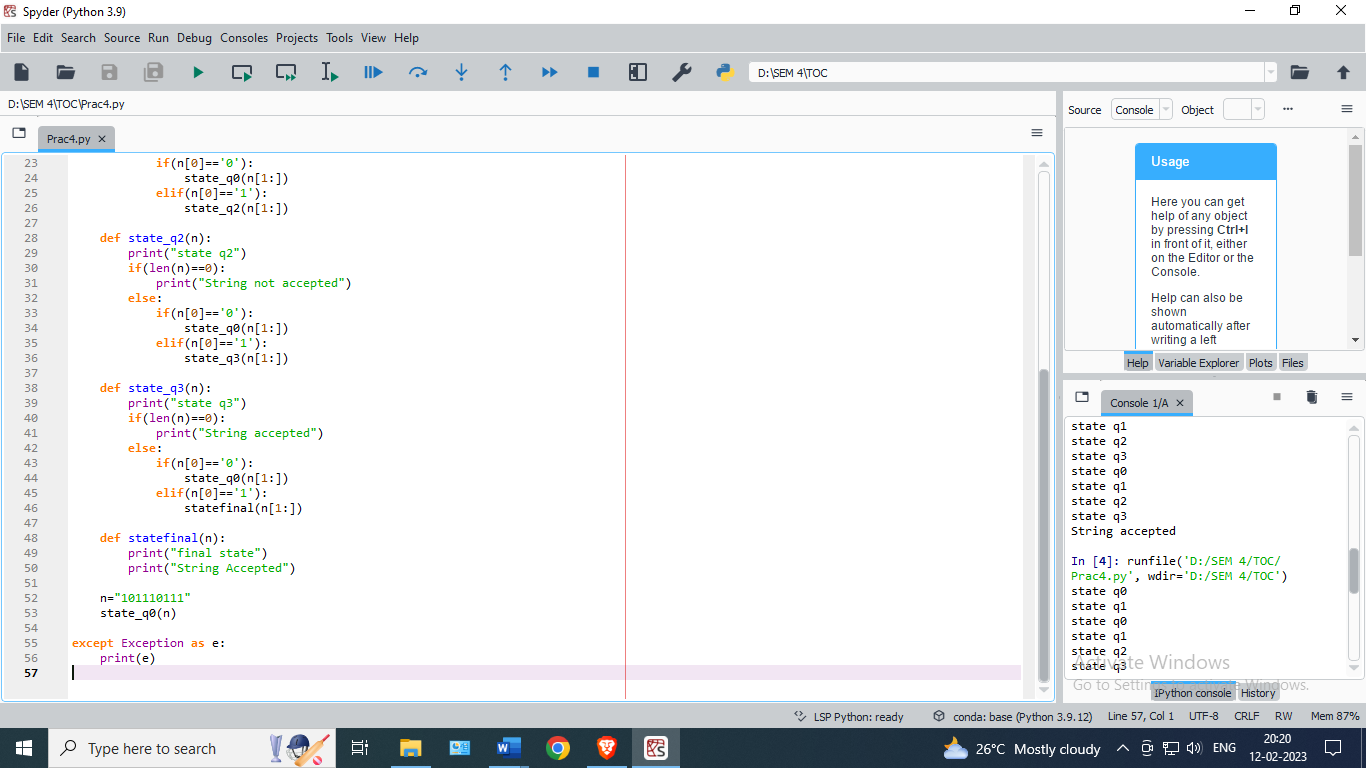 Spyder (Python 3.9)
File Edit Search Source Run Debug Consoles Projects Tools View Help
D:\SEM 4\TOC
D:\SEM 4\TOC\Prac4.py
Prac4.py
23 if(n[0]=='0'):
24 state_q0(n[1:])
25 elif(n[0]=='1'):
26 state_q2(n[1:])
27
28 def state_q2(n):
29 print("state q2")
30 if(len(n)==0):
31 print("String not accepted")
32 else:
33 if(n[0]=='0'):
34 state_q0(n[1:])
35 elif(n[0]=='1'):
36 state_q3(n[1:])
37
38 def state_q3(n):
39 print("state q3")
40 if(len(n)==0):
41 print("String accepted")
42 else:
43 if(n[0]=='0'):
44 state_q0(n[1:])
45 elif(n[0]=='1'):
46 statefinal(n[1:])
47
48 def statefinal(n):
49 print("final state")
50 print("String Accepted")
51
52 n="101110111"
53 state_q0(n)
54
55 except Exception as e:
56 print(e)
57
Source Console Object
Usage
Here you can get
help of any object
by pressing Ctrl+I
in front of it, either
on the Editor or the
Console.
Help can also be
shown
automatically after
writing a left
Help Variable Explorer Plots Files
Console 1/A
state q1
state q2
state q3
state q0
state q1
state q2
state q3
String accepted
In [4]: runfile('D:/SEM 4/TOC/
Prac4.py', wdir='D:/SEM 4/TOC')
state q0
state q1
state q0
state q1
state q2
state q3
Activate Windows
Go to Settings to activate Windows.
IPython console History
LSP Python: ready conda: base (Python 3.9.12) Line 57, Col 1 UTF-8 CRLF RW Mem 87%
Type here to search
26°C Mostly cloudy ENG
20:20
12-02-2023